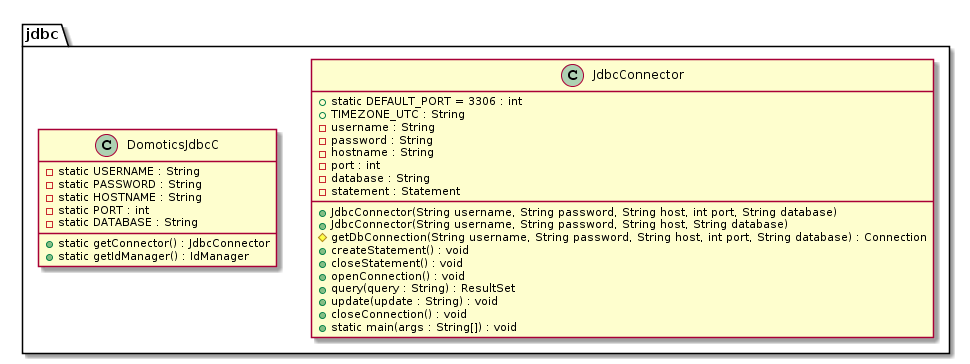 jdbc
C DomoticsJdbcC
static USERNAME : String
static PASSWORD : String
static HOSTNAME : String
static PORT : int
static DATABASE : String
static getConnector() : JdbcConnector
static getIdManager() : IdManager
C JdbcConnector
static DEFAULT_PORT = 3306 : int
TIMEZONE_UTC : String
username : String
password : String
hostname : String
port : int
database : String
statement : Statement
JdbcConnector(String username, String password, String host, int port, String database)
JdbcConnector(String username, String password, String host, String database)
getDbConnection(String username, String password, String host, int port, String database) : Connection
createStatement() : void
closeStatement() : void
openConnection() : void
query(query : String) : ResultSet
update(update : String) : void
closeConnection() : void
static main(args : String[]) : void